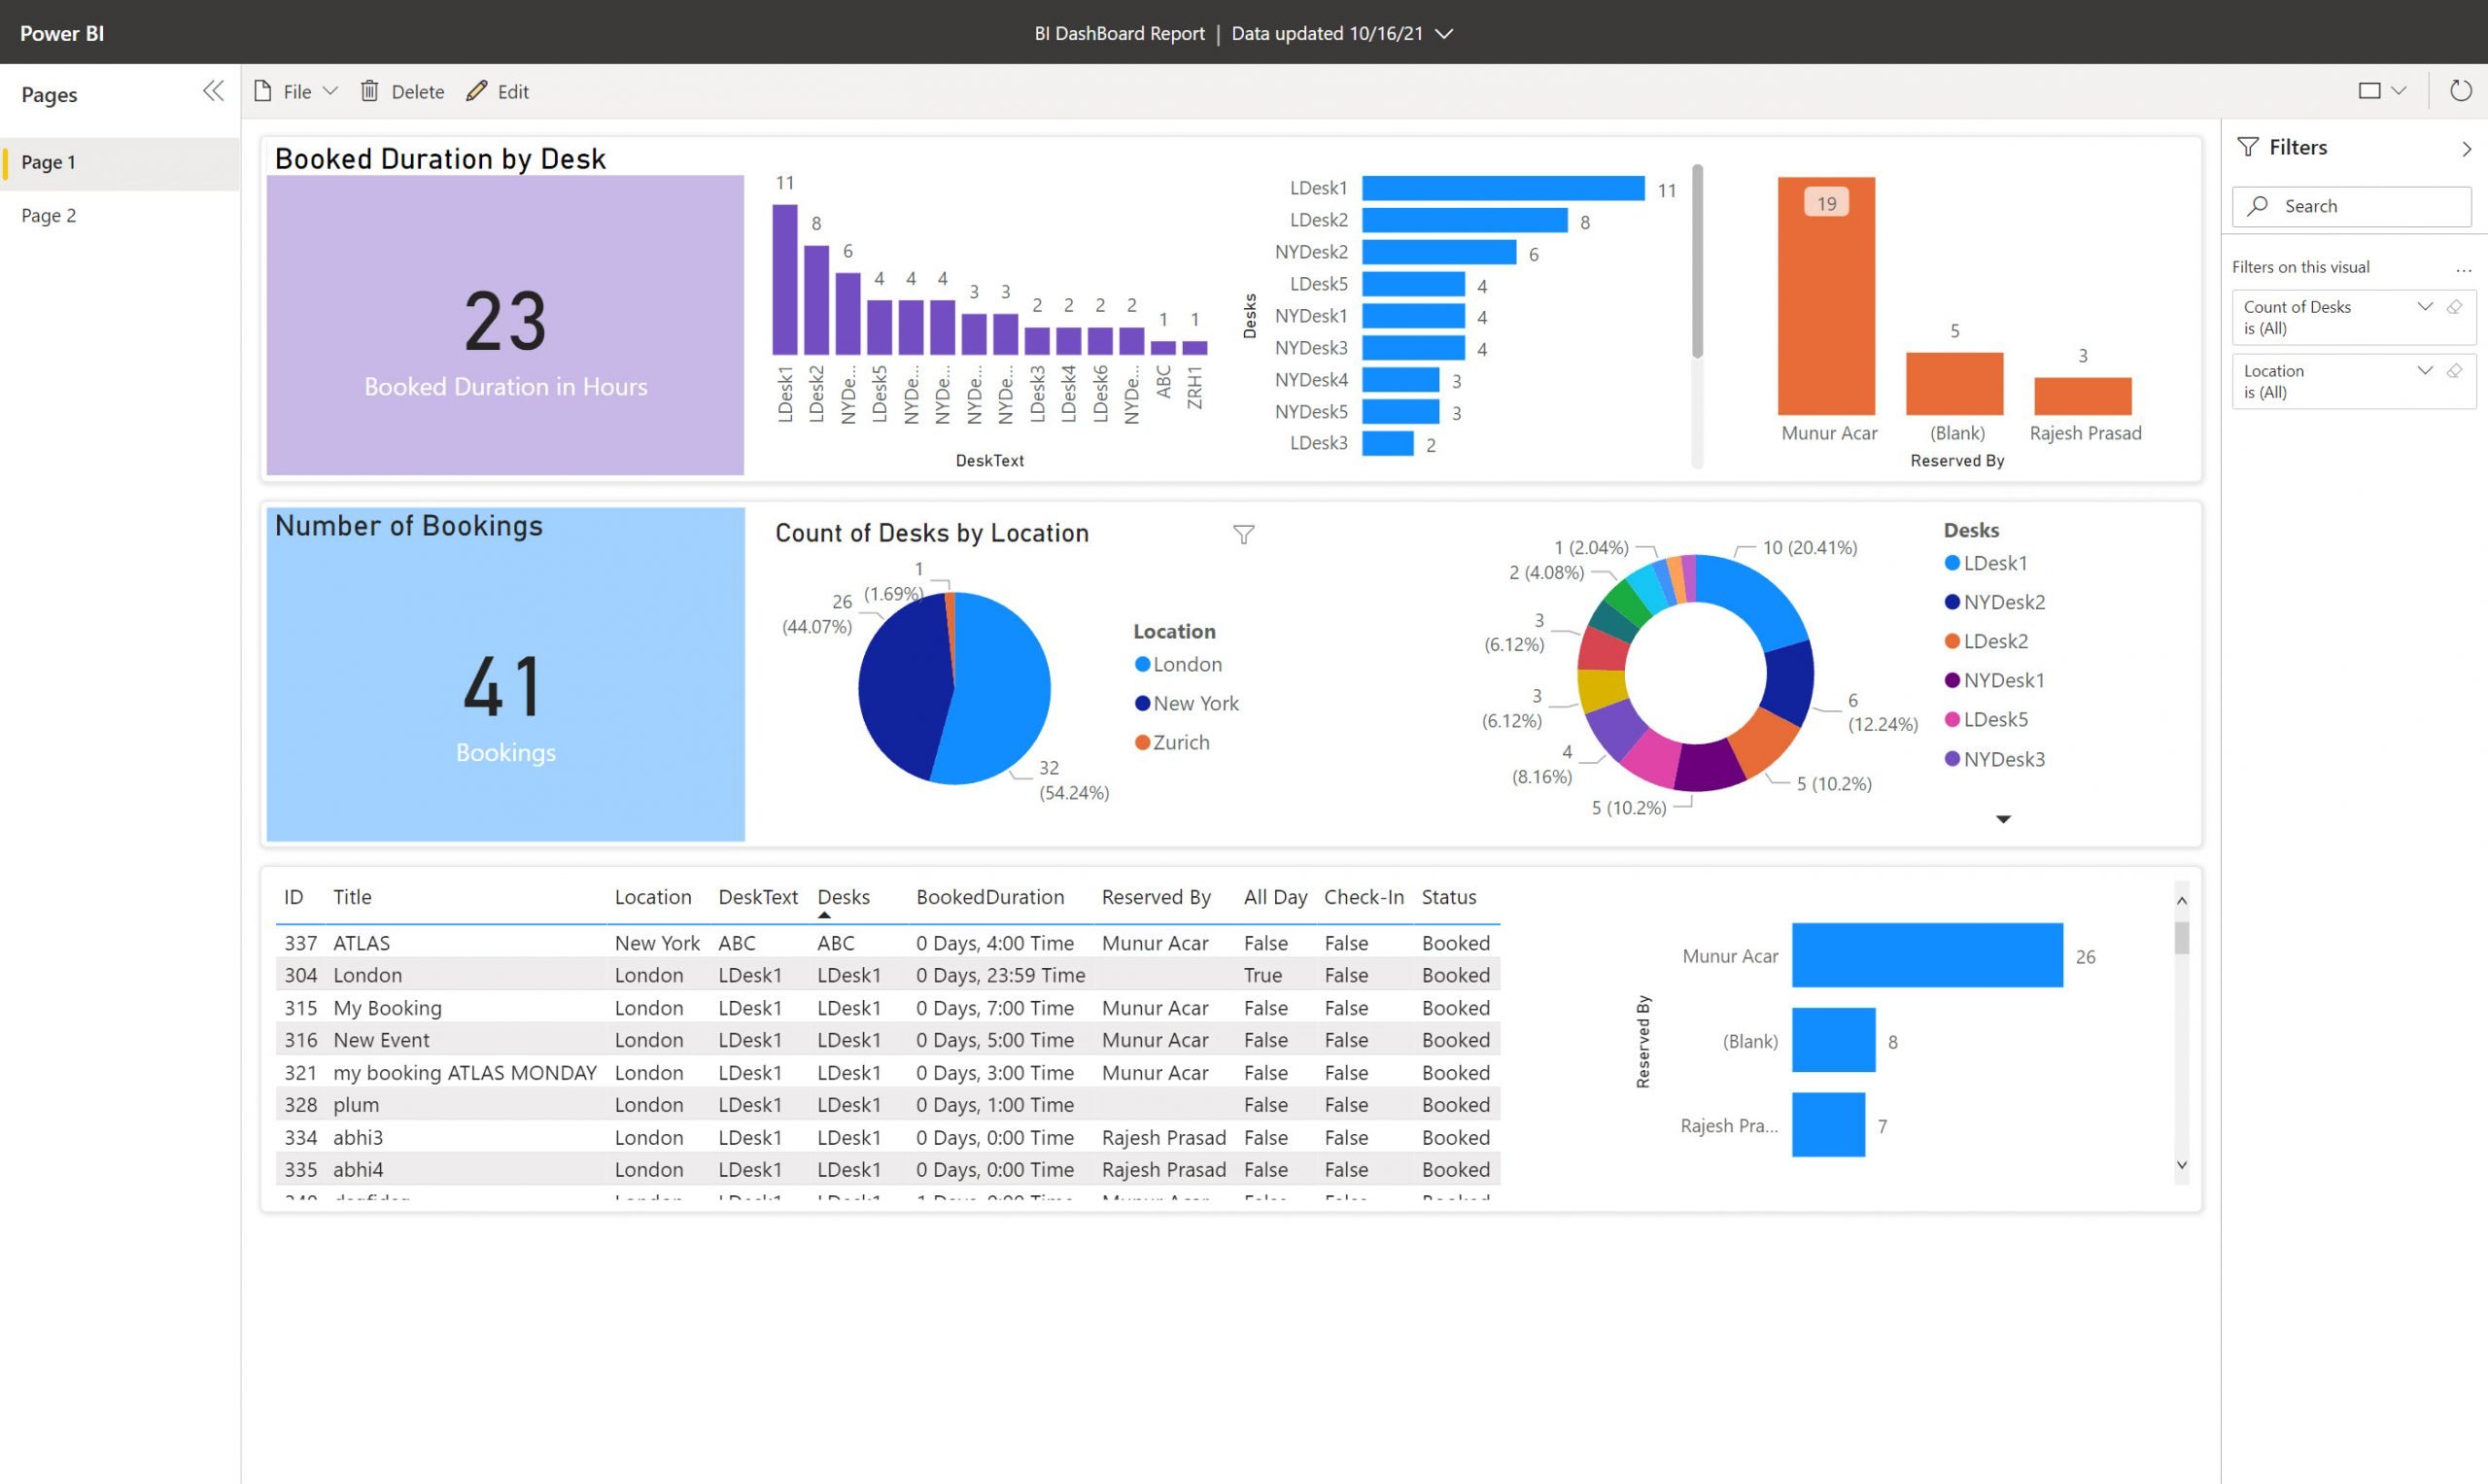 Power BI
BI DashBoard Report | Data updated 10/16/21
Pages
Page 1
Page 2
File
Delete
Edit
Booked Duration by Desk
23
Booked Duration in Hours
11
8
6
4
4
4
3
3
2
2
2
2
1
1
LDesk1
LDesk2
NYDe...
LDesk5
NYDe...
NYDe...
NYDe...
NYDe...
LDesk3
LDesk4
LDesk6
NYDe...
ABC
ZRH1
DeskText
Desks
LDesk1 11
LDesk2 8
NYDesk2 6
LDesk5 4
NYDesk1 4
NYDesk3 4
NYDesk4 3
NYDesk5 3
LDesk3 2
19
5
3
Munur Acar
(Blank)
Rajesh Prasad
Reserved By
Number of Bookings
41
Bookings
Count of Desks by Location
1
(1.69%)
26
(44.07%)
32
(54.24%)
Location
London
New York
Zurich
1 (2.04%)
10 (20.41%)
2 (4.08%)
3
(6.12%)
3
(6.12%)
4
(8.16%)
5 (10.2%)
5 (10.2%)
6
(12.24%)
Desks
LDesk1
NYDesk2
LDesk2
NYDesk1
LDesk5
NYDesk3
ID Title Location DeskText Desks BookedDuration Reserved By All Day Check-In Status
337 ATLAS New York ABC ABC 0 Days, 4:00 Time Munur Acar False False Booked
304 London London LDesk1 LDesk1 0 Days, 23:59 Time True False Booked
315 My Booking London LDesk1 LDesk1 0 Days, 7:00 Time Munur Acar False False Booked
316 New Event London LDesk1 LDesk1 0 Days, 5:00 Time Munur Acar False False Booked
321 my booking ATLAS MONDAY London LDesk1 LDesk1 0 Days, 3:00 Time Munur Acar False False Booked
328 plum London LDesk1 LDesk1 0 Days, 1:00 Time False False Booked
334 abhi3 London LDesk1 LDesk1 0 Days, 0:00 Time Rajesh Prasad False False Booked
335 abhi4 London LDesk1 LDesk1 0 Days, 0:00 Time Rajesh Prasad False False Booked
Reserved By
Munur Acar 26
(Blank) 8
Rajesh Pra... 7
Filters
Search
Filters on this visual
...
Count of Desks
is (All)
Location
is (All)